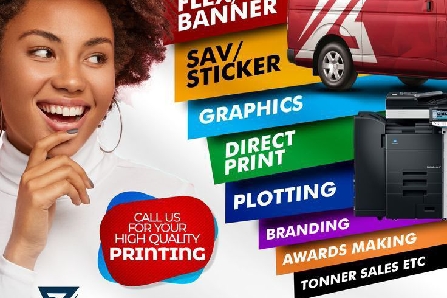 BANNER
SAV/
STICKER
GRAPHICS
DIRECT
PRINT
PLOTTING
BRANDING
AWARDS MAKING
TONNER SALES ETC
CALL US
FOR YOUR
HIGH QUALITY
PRINTING